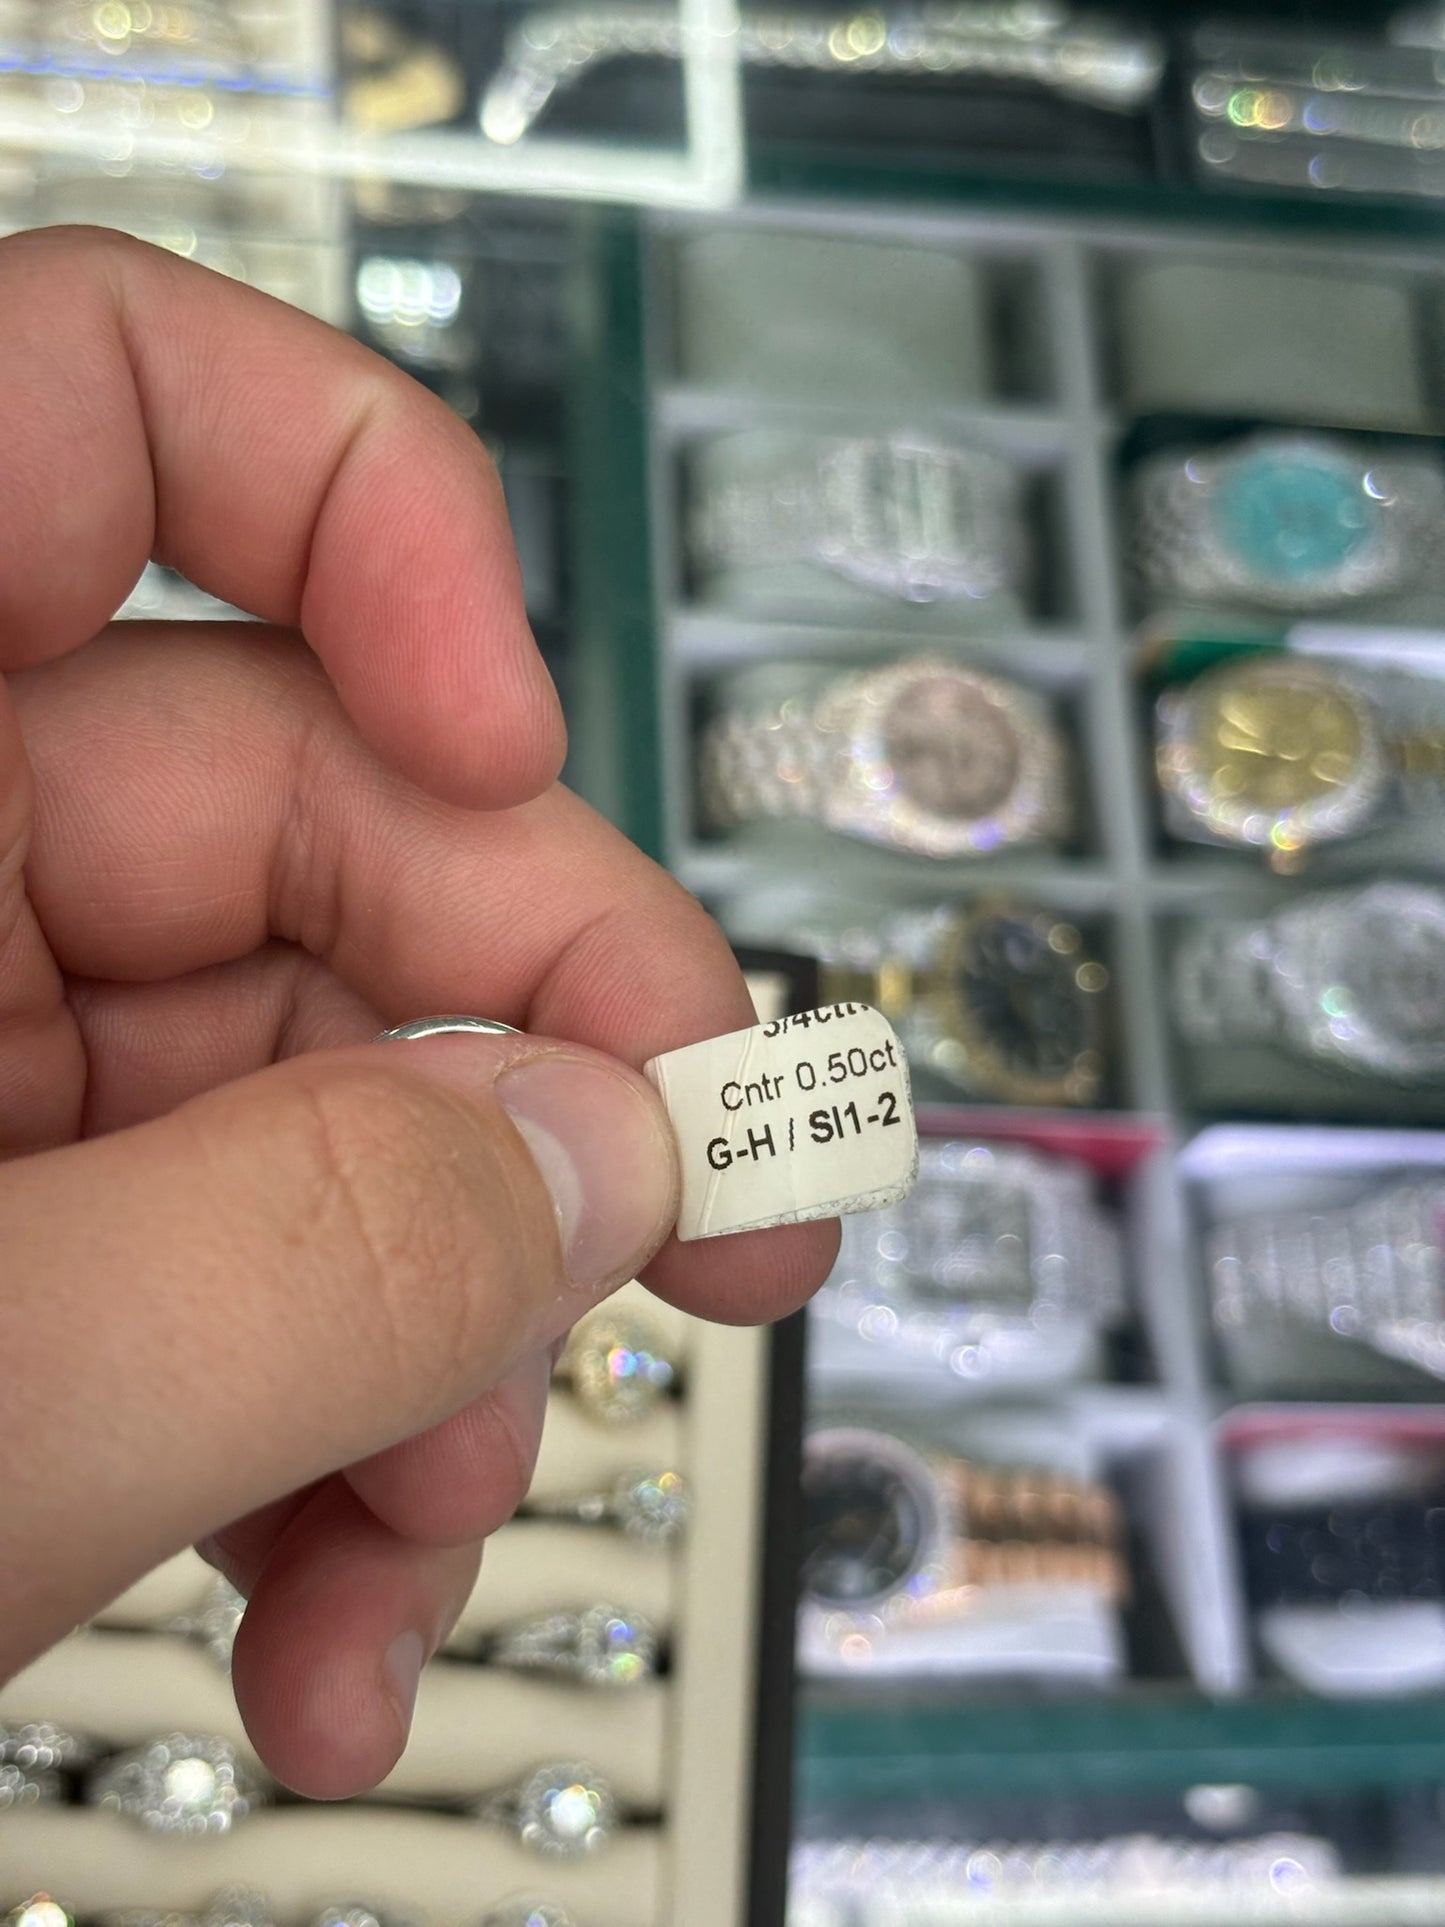 Cntr 0.50ct
G-H / SI1-2